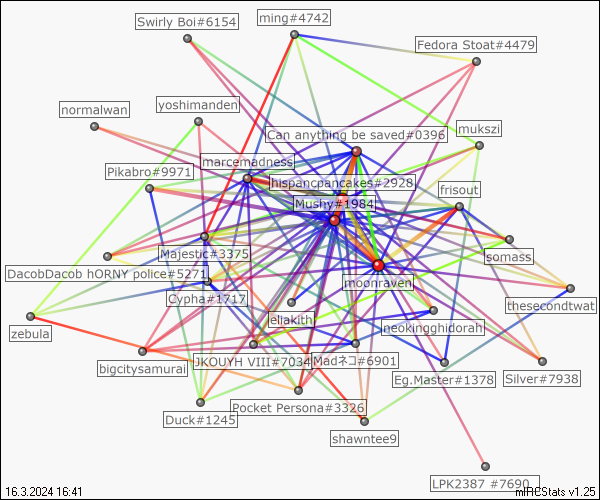 Swirly Boi#6154
ming#4742
Fedora Stoat#4479
normalwan
yoshimanden
mukszi
Can anything be saved#0396
marcemadness
Pikabro#9971
hispancpancakes#2928
frisout
Mushy#1984
Majestic#3375
somass
DacobDacob hORNY police#5271
moonraven
Cypha#1717
thesecondtwat
eliakith
neokingghidorah
zebula
bigcitysamurai
JKOUYH VIII#7034
Madネコ#6901
Eg.Master#1378
Silver#7938
Duck#1245
Pocket Persona#3326
shawntee9
LPK2387 #7690
16.3.2024 16:41
mIRCStats v1.25